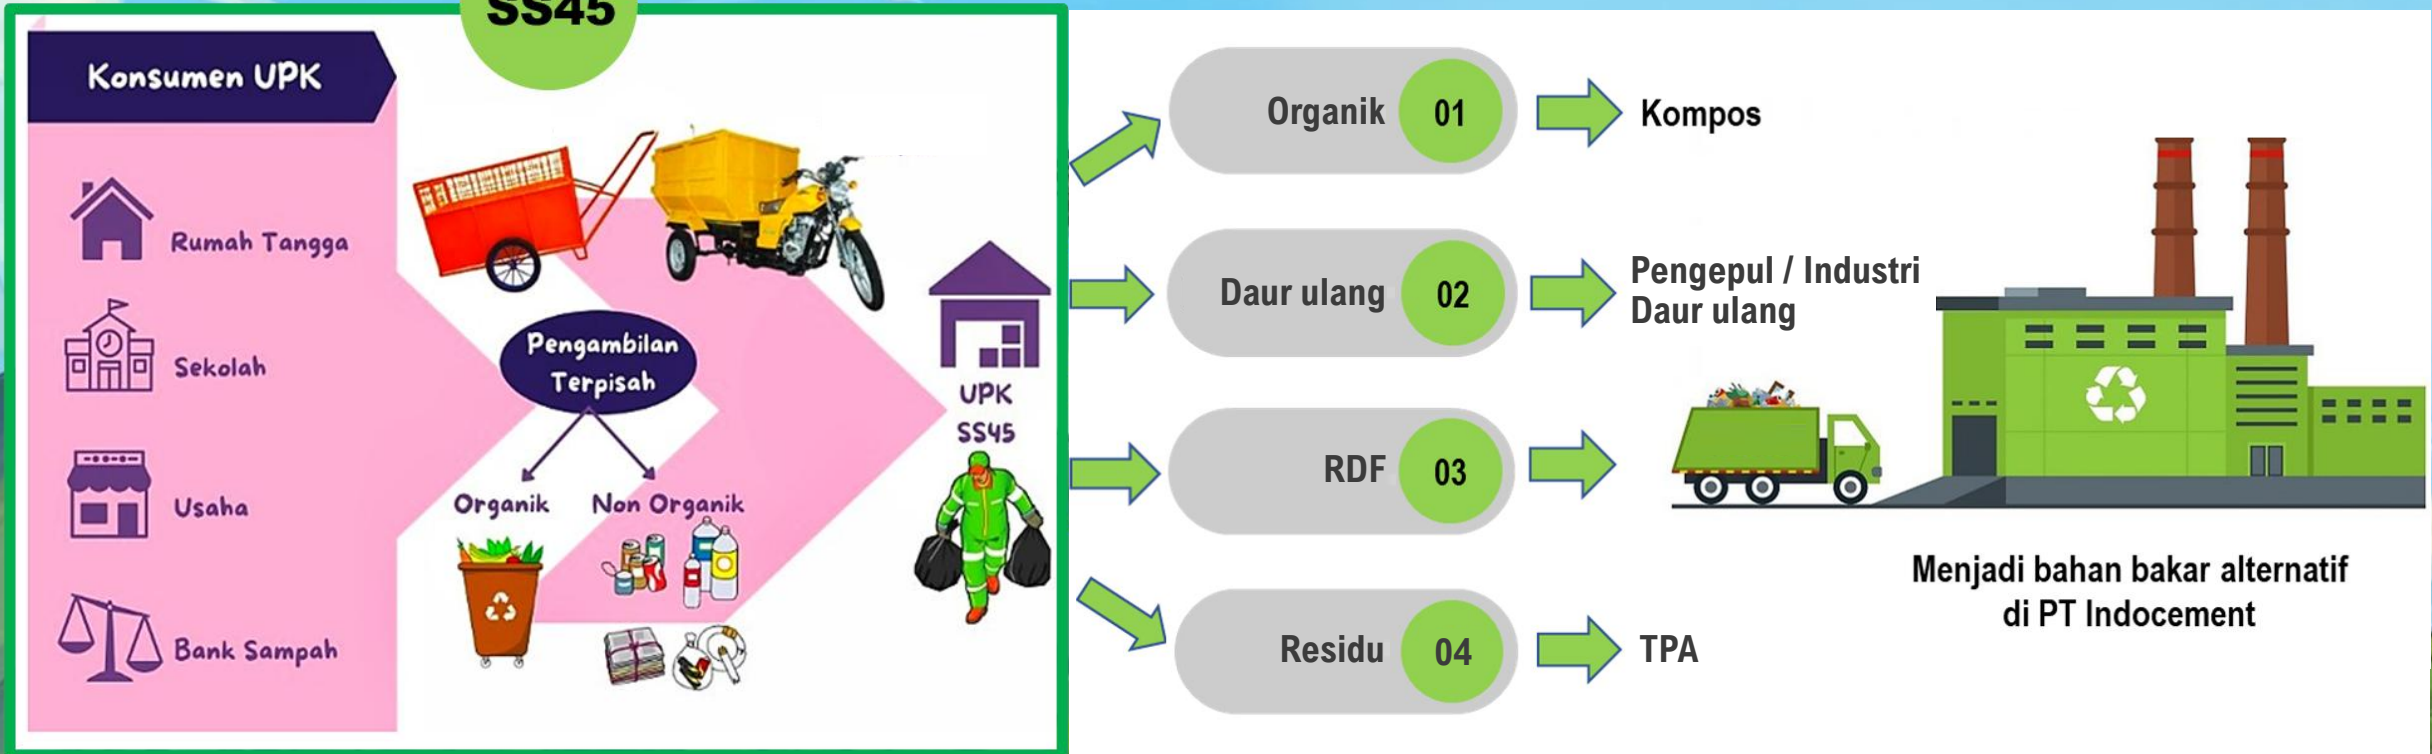 SS45
Konsumen UPK
Rumah Tangga
Sekolah
Usaha
Bank Sampah
Pengambilan
Terpisah
Organik
Non Organik
UPK
SS45
Organik
01
Kompos
Daur ulang
02
Pengepul / Industri
Daur ulang
RDF
03
Menjadi bahan bakar alternatif
di PT Indocement
Residu
04
TPA